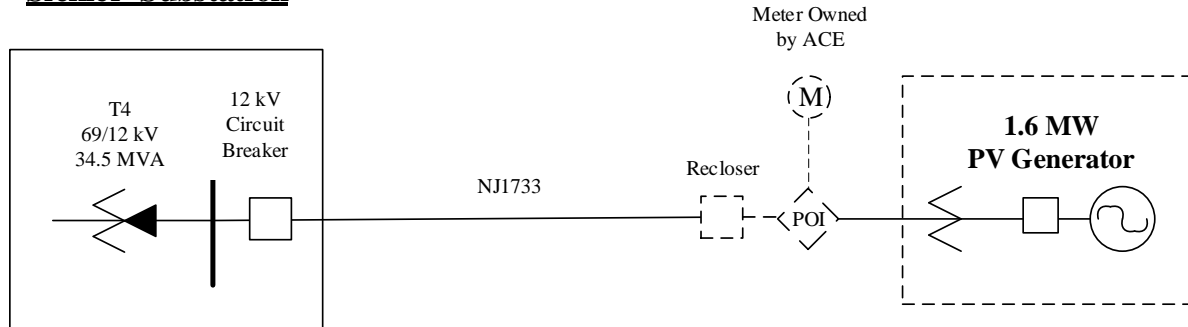 Substation
Meter Owned
by ACE
T4
69/12 kV
34.5 MVA
12 kV
Circuit
Breaker
M
1.6 MW
PV Generator
Recloser
NJ1733
POI